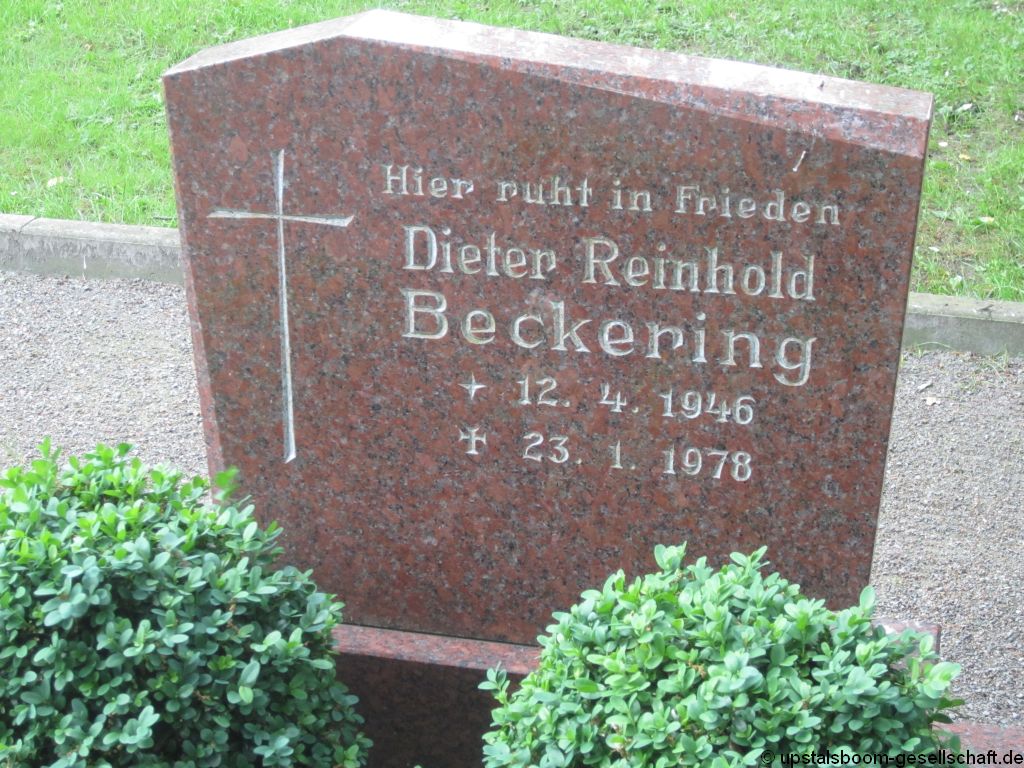 Hier ruht in Frieden
Dieter Reinhold
Beckering
12. 4. 1946
✝ 23. 1. 1978
© upstalsboom-gesellschaft.de